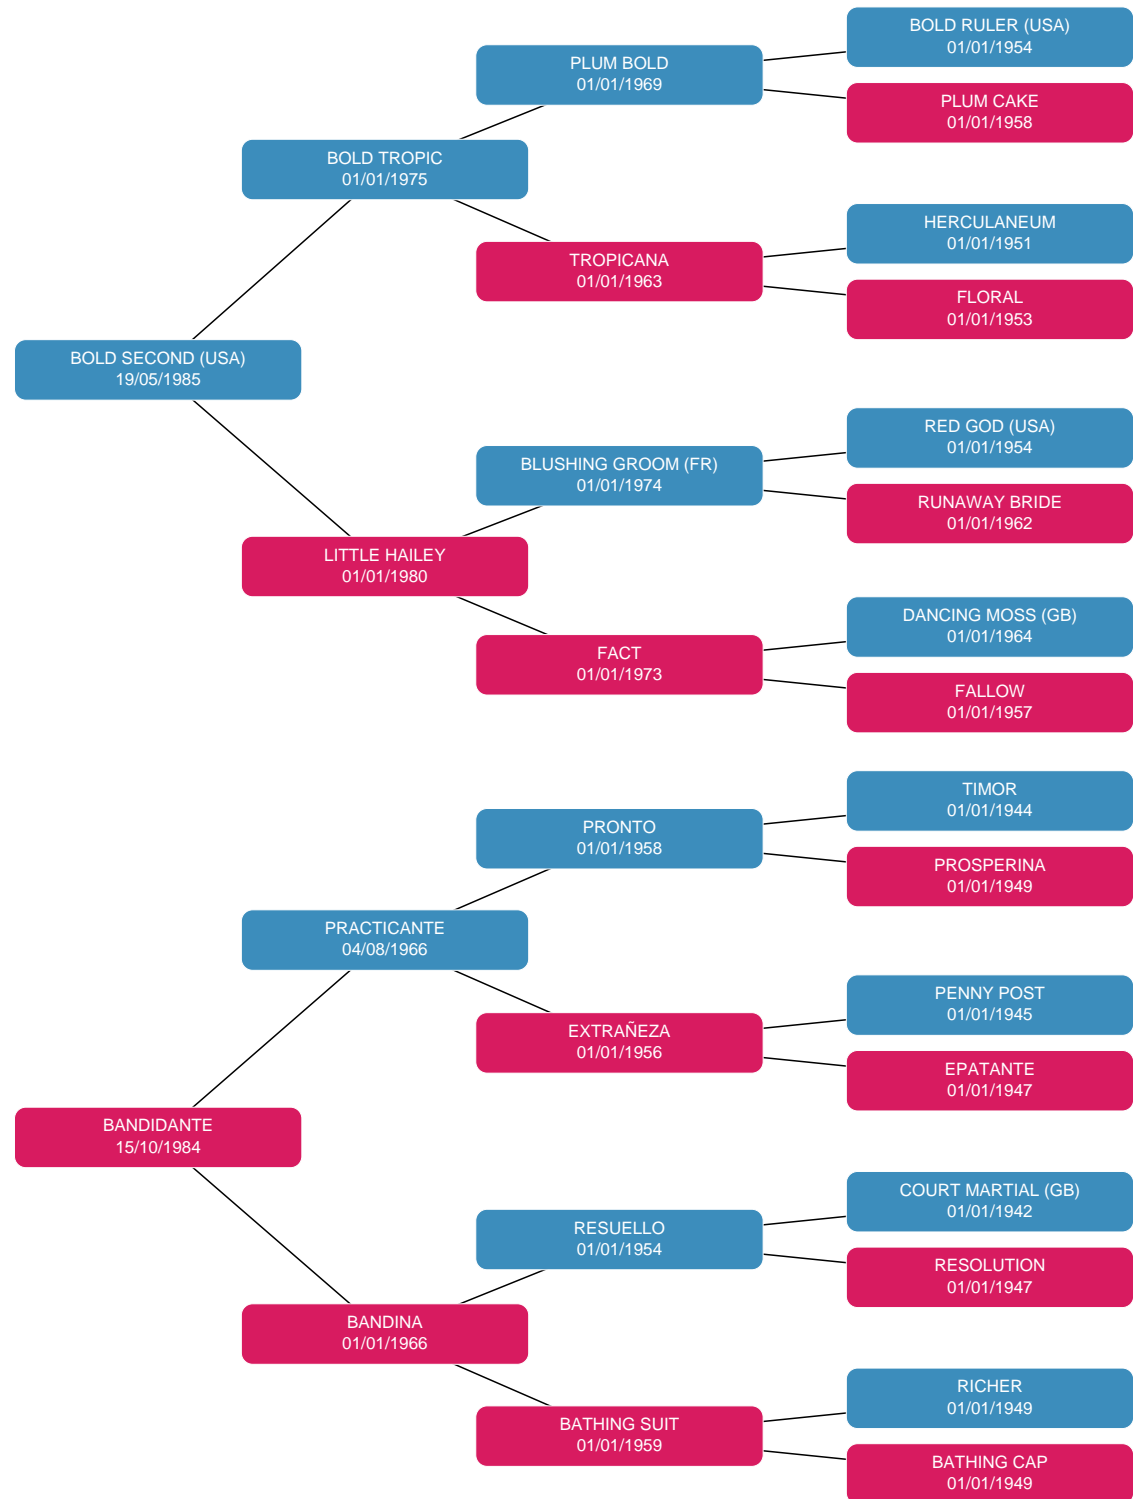 BOLD RULER (USA)
01/01/1954
PLUM BOLD
01/01/1969
PLUM CAKE
01/01/1958
BOLD TROPIC
01/01/1975
HERCULANEUM
01/01/1951
TROPICANA
01/01/1963
FLORAL
01/01/1953
BOLD SECOND (USA)
19/05/1985
RED GOD (USA)
01/01/1954
BLUSHING GROOM (FR)
01/01/1974
RUNAWAY BRIDE
01/01/1962
LITTLE HAILEY
01/01/1980
DANCING MOSS (GB)
01/01/1964
FACT
01/01/1973
FALLOW
01/01/1957
TIMOR
01/01/1944
PRONTO
01/01/1958
PROSPERINA
01/01/1949
PRACTICANTE
04/08/1966
PENNY POST
01/01/1945
EXTRAÑEZA
01/01/1956
EPATANTE
01/01/1947
BANDIDANTE
15/10/1984
COURT MARTIAL (GB)
01/01/1942
RESUELLO
01/01/1954
RESOLUTION
01/01/1947
BANDINA
01/01/1966
RICHER
01/01/1949
BATHING SUIT
01/01/1959
BATHING CAP
01/01/1949